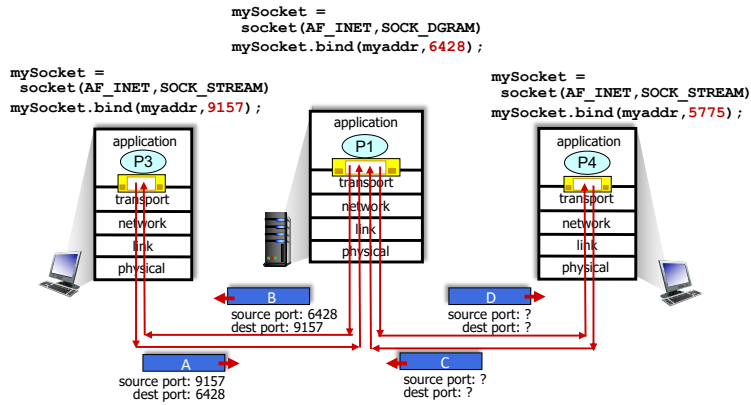 mySocket =
socket(AF_INET,SOCK_DGRAM)
mySocket.bind(myaddr,6428);
mySocket =
socket(AF_INET,SOCK_STREAM)
mySocket.bind(myaddr,9157);
mySocket =
socket(AF_INET,SOCK_STREAM)
mySocket.bind(myaddr,5775);
application
P3
transport
network
link
physical
application
P1
transport
network
link
physical
application
P4
transport
network
link
physical
B
source port: 6428
dest port: 9157
D
source port: ?
dest port: ?
A
source port: 9157
dest port: 6428
C
source port: ?
dest port: ?